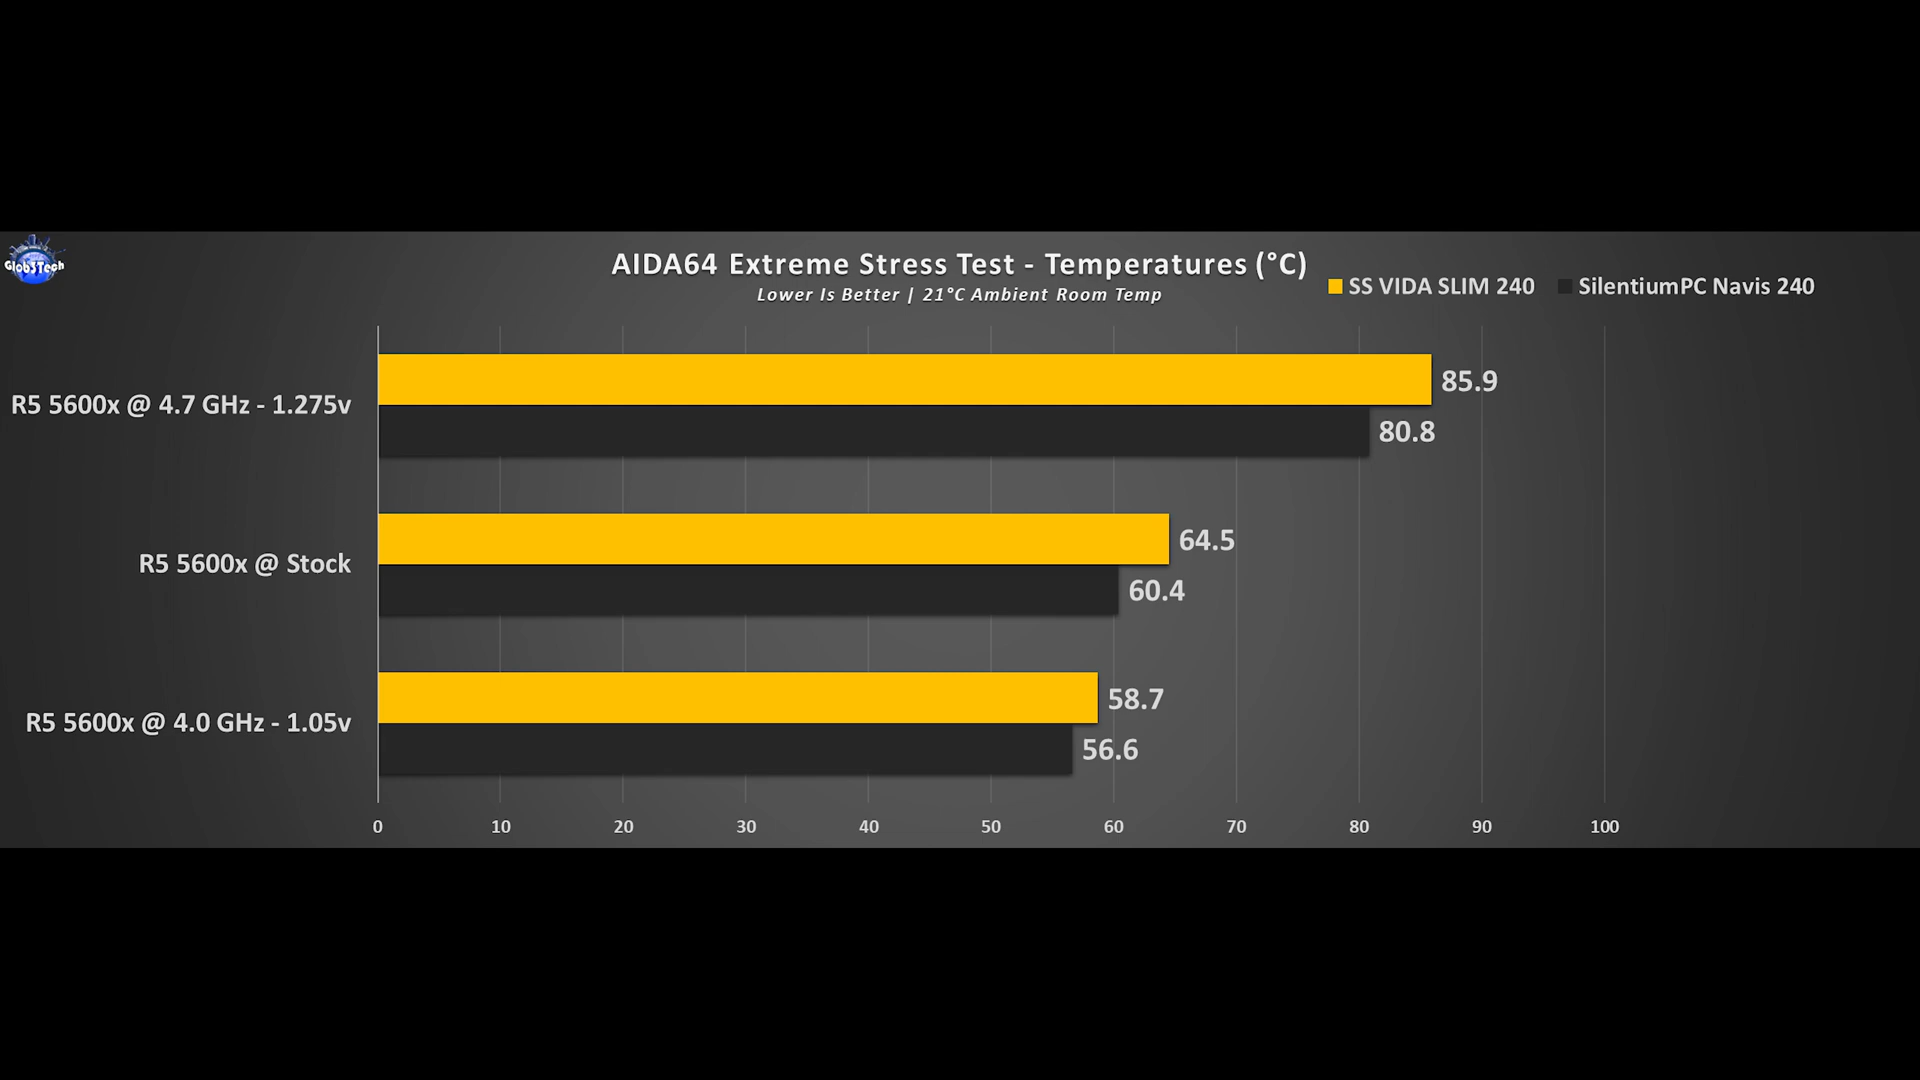 Glob3Tech
AIDA64 Extreme Stress Test - Temperatures (°C)
Lower Is Better | 21°C Ambient Room Temp
SS VIDA SLIM 240 SilentiumPC Navis 240
R5 5600x @ 4.7 GHz - 1.275v
85.9
80.8
R5 5600x @ Stock
64.5
60.4
R5 5600x @ 4.0 GHz - 1.05v
58.7
56.6
0 10 20 30 40 50 60 70 80 90 100